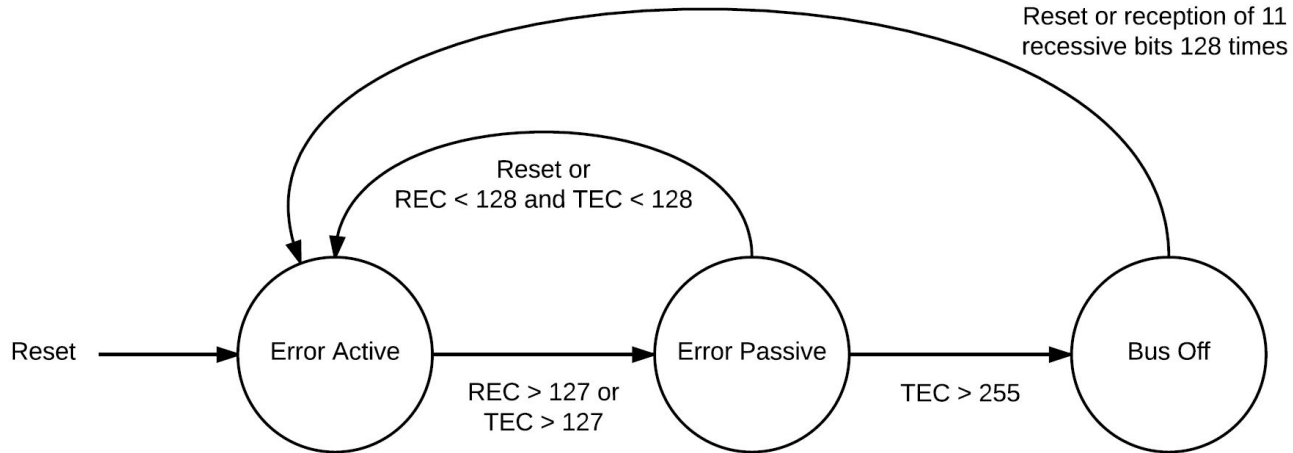 Reset or reception of 11
recessive bits 128 times
Reset or
REC < 128 and TEC < 128
Reset
Error Active
Error Passive
Bus Off
REC > 127 or
TEC > 127
TEC > 255